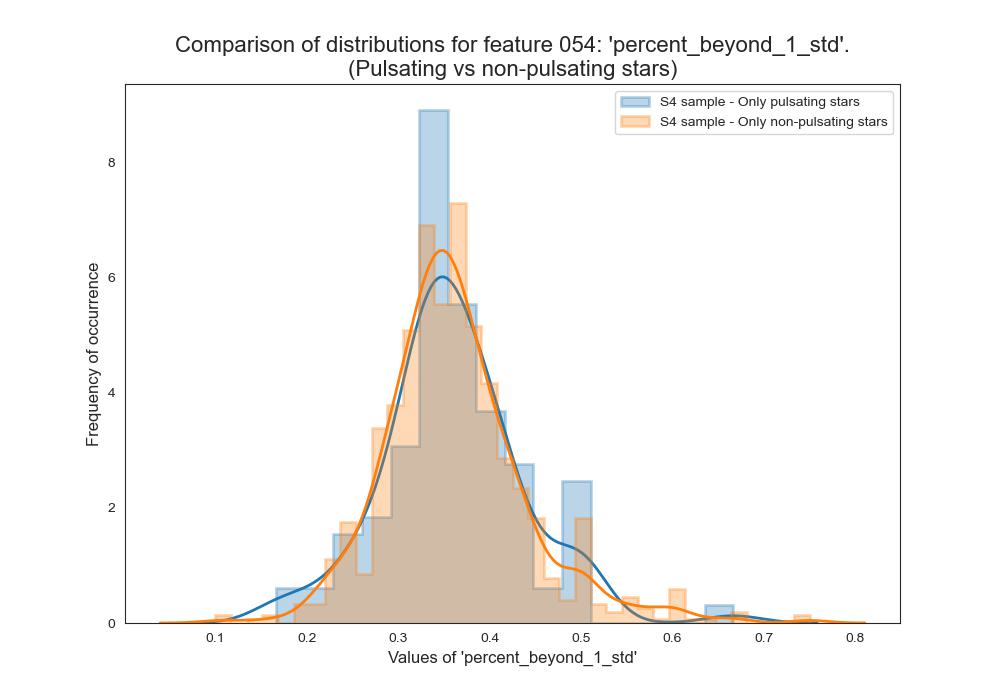 Comparison of distributions for feature 054: 'percent_beyond_1_std'.
(Pulsating vs non-pulsating stars)
S4 sample - Only pulsating stars
S4 sample - Only non-pulsating stars
Frequency of occurrence
8
6
4
2
0
0.1 0.2 0.3 0.4 0.5 0.6 0.7 0.8
Values of 'percent_beyond_1_std'